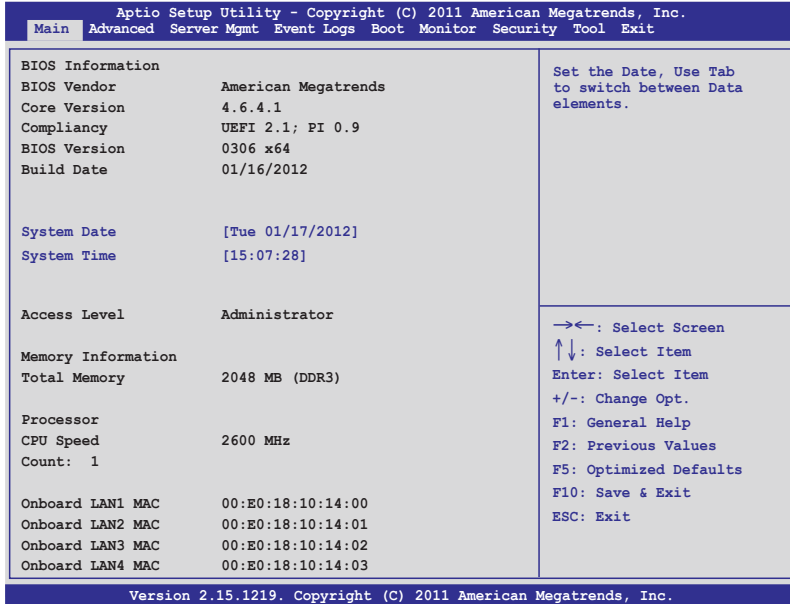 Aptio Setup Utility - Copyright (C) 2011 American Megatrends, Inc.
Main Advanced Server Mgmt Event Logs Boot Monitor Security Tool Exit
BIOS Information
BIOS Vendor American Megatrends
Core Version 4.6.4.1
Compliancy UEFI 2.1; PI 0.9
BIOS Version 0306 x64
Build Date 01/16/2012
System Date [Tue 01/17/2012]
System Time [15:07:28]
Access Level Administrator
Memory Information
Total Memory 2048 MB (DDR3)
Processor
CPU Speed 2600 MHz
Count: 1
Onboard LAN1 MAC 00:E0:18:10:14:00
Onboard LAN2 MAC 00:E0:18:10:14:01
Onboard LAN3 MAC 00:E0:18:10:14:02
Onboard LAN4 MAC 00:E0:18:10:14:03
Set the Date, Use Tab
to switch between Data
elements.
→←: Select Screen
↑↓: Select Item
Enter: Select Item
+/-: Change Opt.
F1: General Help
F2: Previous Values
F5: Optimized Defaults
F10: Save & Exit
ESC: Exit
Version 2.15.1219. Copyright (C) 2011 American Megatrends, Inc.